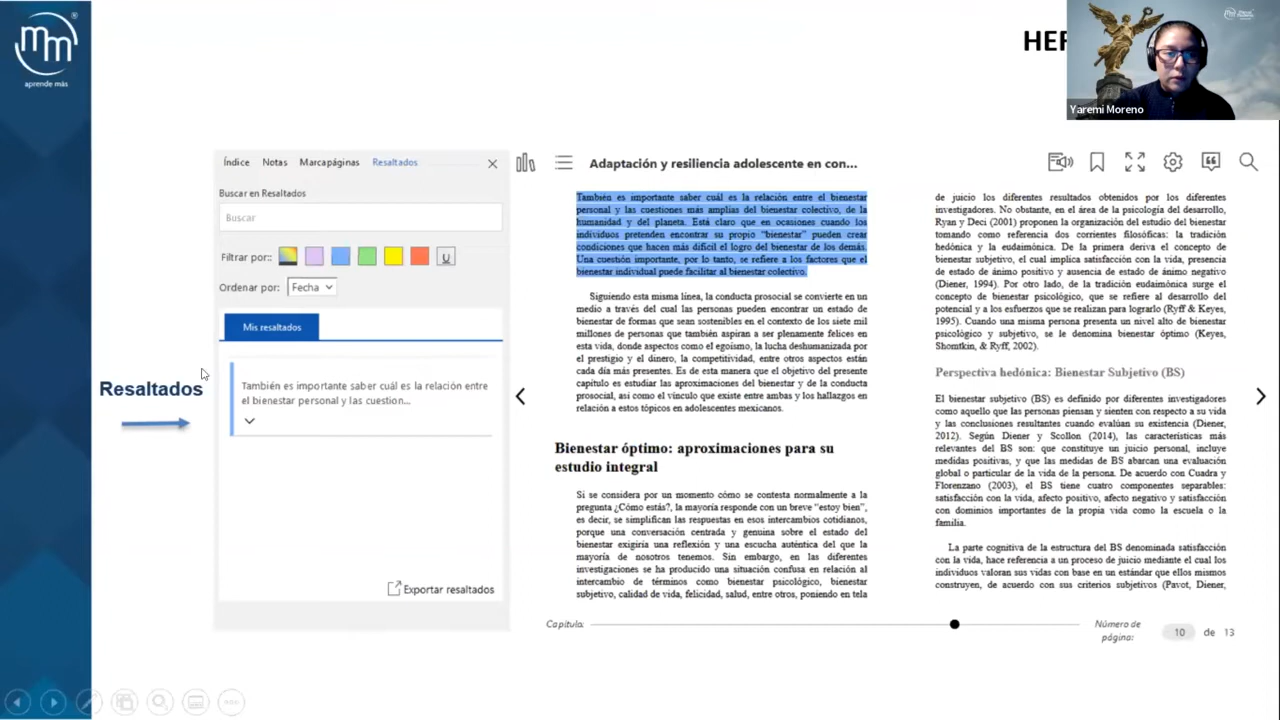 mm
aprende más
HER
Yaremi Moreno
Índice Notas Marcapáginas Resaltados
Buscar en Resaltados
Buscar
Filtrar por:
U
Ordenar por: Fecha
Mis resaltados
También es importante saber cuál es la relación entre
el bienestar personal y las cuestion...
Exportar resaltados
Resaltados
Adaptación y resiliencia adolescente en con...
También es importante saber cuál es la relación entre el bienestar
personal y las cuestiones más amplias del bienestar colectivo, de la
humanidad y del planeta. Está claro que en ocasiones cuando los
individuos pretenden encontrar su propio "bienestar" pueden crear
condiciones que hacen más difícil el logro del bienestar de los demás.
Una cuestión importante, por lo tanto, se refiere a los factores que el
bienestar individual puede facilitar al bienestar colectivo.
Siguiendo esta misma línea, la conducta prosocial se convierte en un
medio a través del cual las personas pueden encontrar un estado de
bienestar de formas que sean sostenibles en el contexto de los siete mil
millones de personas que también aspiran a ser plenamente felices en
esta vida, donde aspectos como el egoísmo, la lucha deshumanizada por
el prestigio y el dinero, la competitividad, entre otros aspectos están
cada día más presentes. Es de esta manera que el objetivo del presente
capítulo es estudiar las aproximaciones del bienestar y de la conducta
prosocial, así como el vínculo que existe entre ambas y los hallazgos en
relación a estos tópicos en adolescentes mexicanos.
Bienestar óptimo: aproximaciones para su
estudio integral
Si se considera por un momento cómo se contesta normalmente a la
pregunta ¿Cómo estás?, la mayoría responde con un breve "estoy bien",
es decir, se simplifican las respuestas en esos intercambios cotidianos,
porque una conversación centrada y genuina sobre el estado del
bienestar exigiría una reflexión y una escucha auténtica del que la
mayoría de nosotros tenemos. Sin embargo, en las diferentes
investigaciones se ha producido una situación confusa en relación al
intercambio de términos como bienestar psicológico, bienestar
subjetivo, calidad de vida, felicidad, salud, entre otros, poniendo en tela
de juicio los diferentes resultados obtenidos por los diferentes
investigadores. No obstante, en el área de la psicología del desarrollo,
Ryan y Deci (2001) proponen la organización del estudio del bienestar
tomando como referencia dos corrientes filosóficas: la tradición
hedónica y la eudaimónica. De la primera deriva el concepto de
bienestar subjetivo, el cual implica satisfacción con la vida, presencia
de estado de ánimo positivo y ausencia de estado de ánimo negativo
(Diener, 1994). Por otro lado, de la tradición eudaimónica surge el
concepto de bienestar psicológico, que se refiere al desarrollo del
potencial y a los esfuerzos que se realizan para lograrlo (Ryff & Keyes,
1995). Cuando una misma persona presenta un nivel alto de bienestar
psicológico y subjetivo, se le denomina bienestar óptimo (Keyes,
Shomtkin, & Ryff, 2002).
Perspectiva hedónica: Bienestar Subjetivo (BS)
El bienestar subjetivo (BS) es definido por diferentes investigadores
como aquello que las personas piensan y sienten con respecto a su vida
y las conclusiones resultantes cuando evalúan su existencia (Diener,
2012). Según Diener y Scollon (2014), las características más
relevantes del BS son: que constituye un juicio personal, incluye
medidas positivas, y que las medidas de BS abarcan una evaluación
global o particular de la vida de la persona. De acuerdo con Cuadra y
Florenzano (2003), el BS tiene cuatro componentes separables:
satisfacción con la vida, afecto positivo, afecto negativo y satisfacción
con dominios importantes de la propia vida como la escuela o la
familia.
La parte cognitiva de la estructura del BS denominada satisfacción
con la vida, hace referencia a un proceso de juicio mediante el cual los
individuos valoran sus vidas con base en un estándar que ellos mismos
construyen, de acuerdo con sus criterios subjetivos (Pavot, Diener,
Capítulo:
Número de
página: 10 de 13